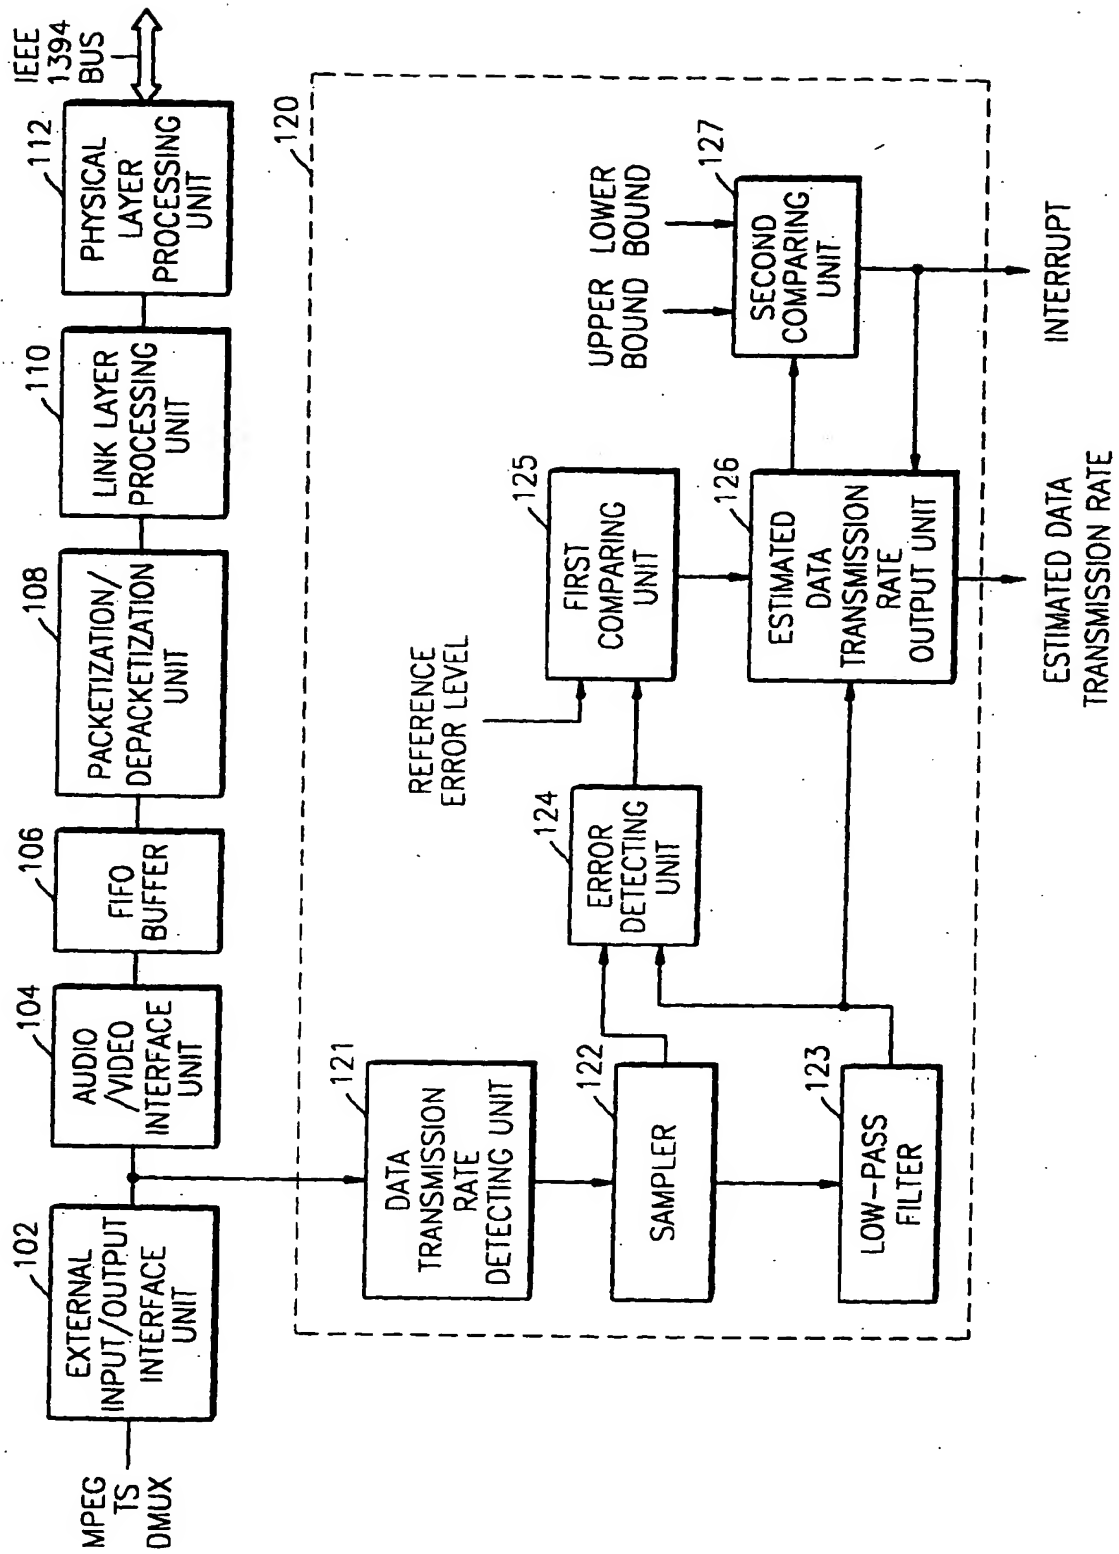 MPEG
TS
DMUX
102
EXTERNAL
INPUT/OUTPUT
INTERFACE
UNIT
104
AUDIO
/VIDEO
INTERFACE
UNIT
106
FIFO
BUFFER
108
PACKETIZATION/
DEPACKETIZATION
UNIT
110
LINK LAYER
PROCESSING
UNIT
112
PHYSICAL
LAYER
PROCESSING
UNIT
IEEE
1394
BUS
120
121
DATA
TRANSMISSION
RATE
DETECTING UNIT
122
SAMPLER
123
LOW-PASS
FILTER
124
ERROR
DETECTING
UNIT
REFERENCE
ERROR LEVEL
125
FIRST
COMPARING
UNIT
126
ESTIMATED
DATA
TRANSMISSION
RATE
OUTPUT UNIT
UPPER
BOUND
LOWER
BOUND
127
SECOND
COMPARING
UNIT
ESTIMATED DATA
TRANSMISSION RATE
INTERRUPT